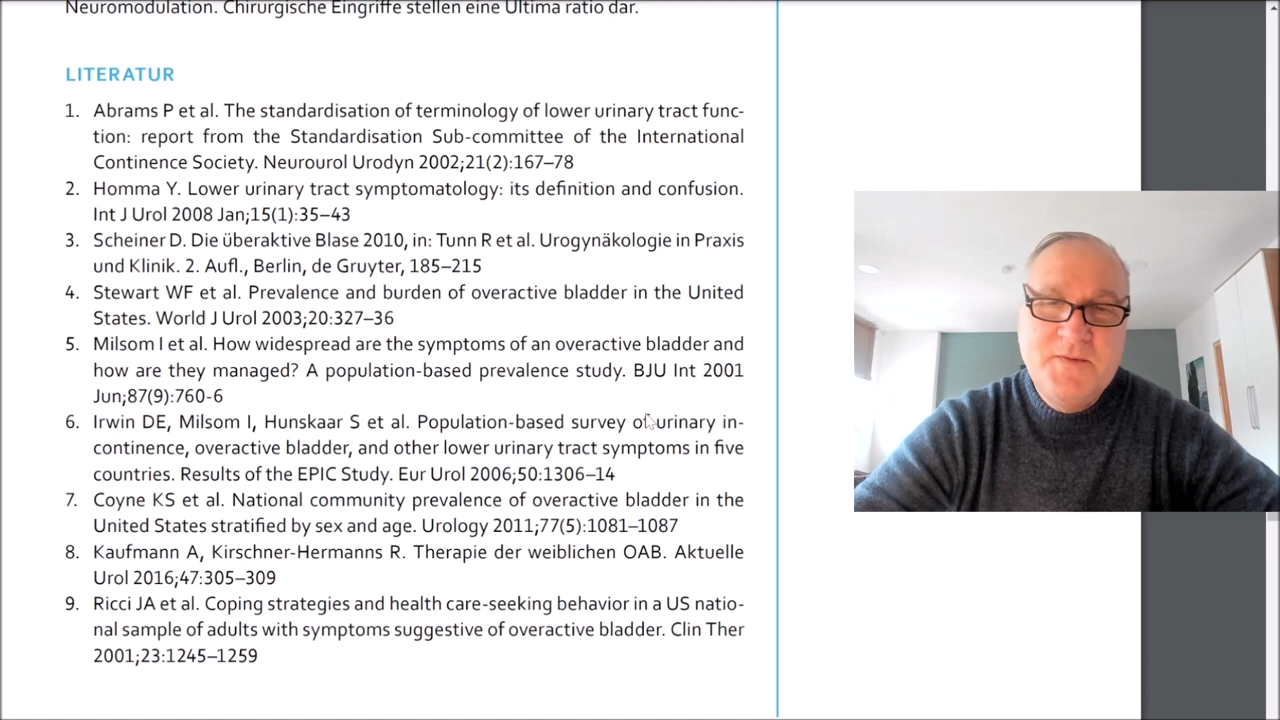 Neuromodulation. Chirurgische Eingriffe stellen eine Ultima ratio dar.
LITERATUR
1. Abrams P et al. The standardisation of terminology of lower urinary tract func-
tion: report from the Standardisation Sub-committee of the International
Continence Society. Neurourol Urodyn 2002;21(2):167–78
2. Homma Y. Lower urinary tract symptomatology: its definition and confusion.
Int J Urol 2008 Jan;15(1):35–43
3. Scheiner D. Die überaktive Blase 2010, in: Tunn R et al. Urogynäkologie in Praxis
und Klinik. 2. Aufl., Berlin, de Gruyter, 185–215
4. Stewart WF et al. Prevalence and burden of overactive bladder in the United
States. World J Urol 2003;20:327–36
5. Milsom I et al. How widespread are the symptoms of an overactive bladder and
how are they managed? A population-based prevalence study. BJU Int 2001
Jun;87(9):760-6
6. Irwin DE, Milsom I, Hunskaar S et al. Population-based survey of urinary in-
continence, overactive bladder, and other lower urinary tract symptoms in five
countries. Results of the EPIC Study. Eur Urol 2006;50:1306–14
7. Coyne KS et al. National community prevalence of overactive bladder in the
United States stratified by sex and age. Urology 2011;77(5):1081–1087
8. Kaufmann A, Kirschner-Hermanns R. Therapie der weiblichen OAB. Aktuelle
Urol 2016;47:305–309
9. Ricci JA et al. Coping strategies and health care-seeking behavior in a US natio-
nal sample of adults with symptoms suggestive of overactive bladder. Clin Ther
2001;23:1245–1259